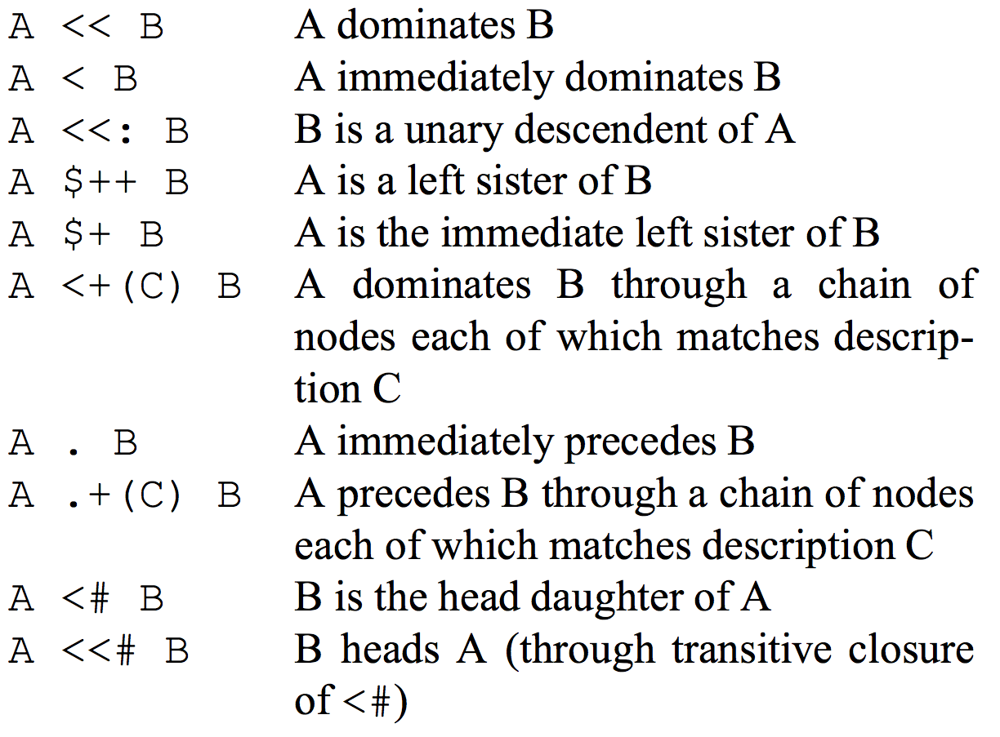 A << B A dominates B
A < B A immediately dominates B
A <<: B B is a unary descendent of A
A $++ B A is a left sister of B
A $+ B A is the immediate left sister of B
A <+(C) B A dominates B through a chain of
nodes each of which matches descrip-
tion C
A . B A immediately precedes B
A .+(C) B A precedes B through a chain of nodes
each of which matches description C
A <# B B is the head daughter of A
A <<# B B heads A (through transitive closure
of <#)